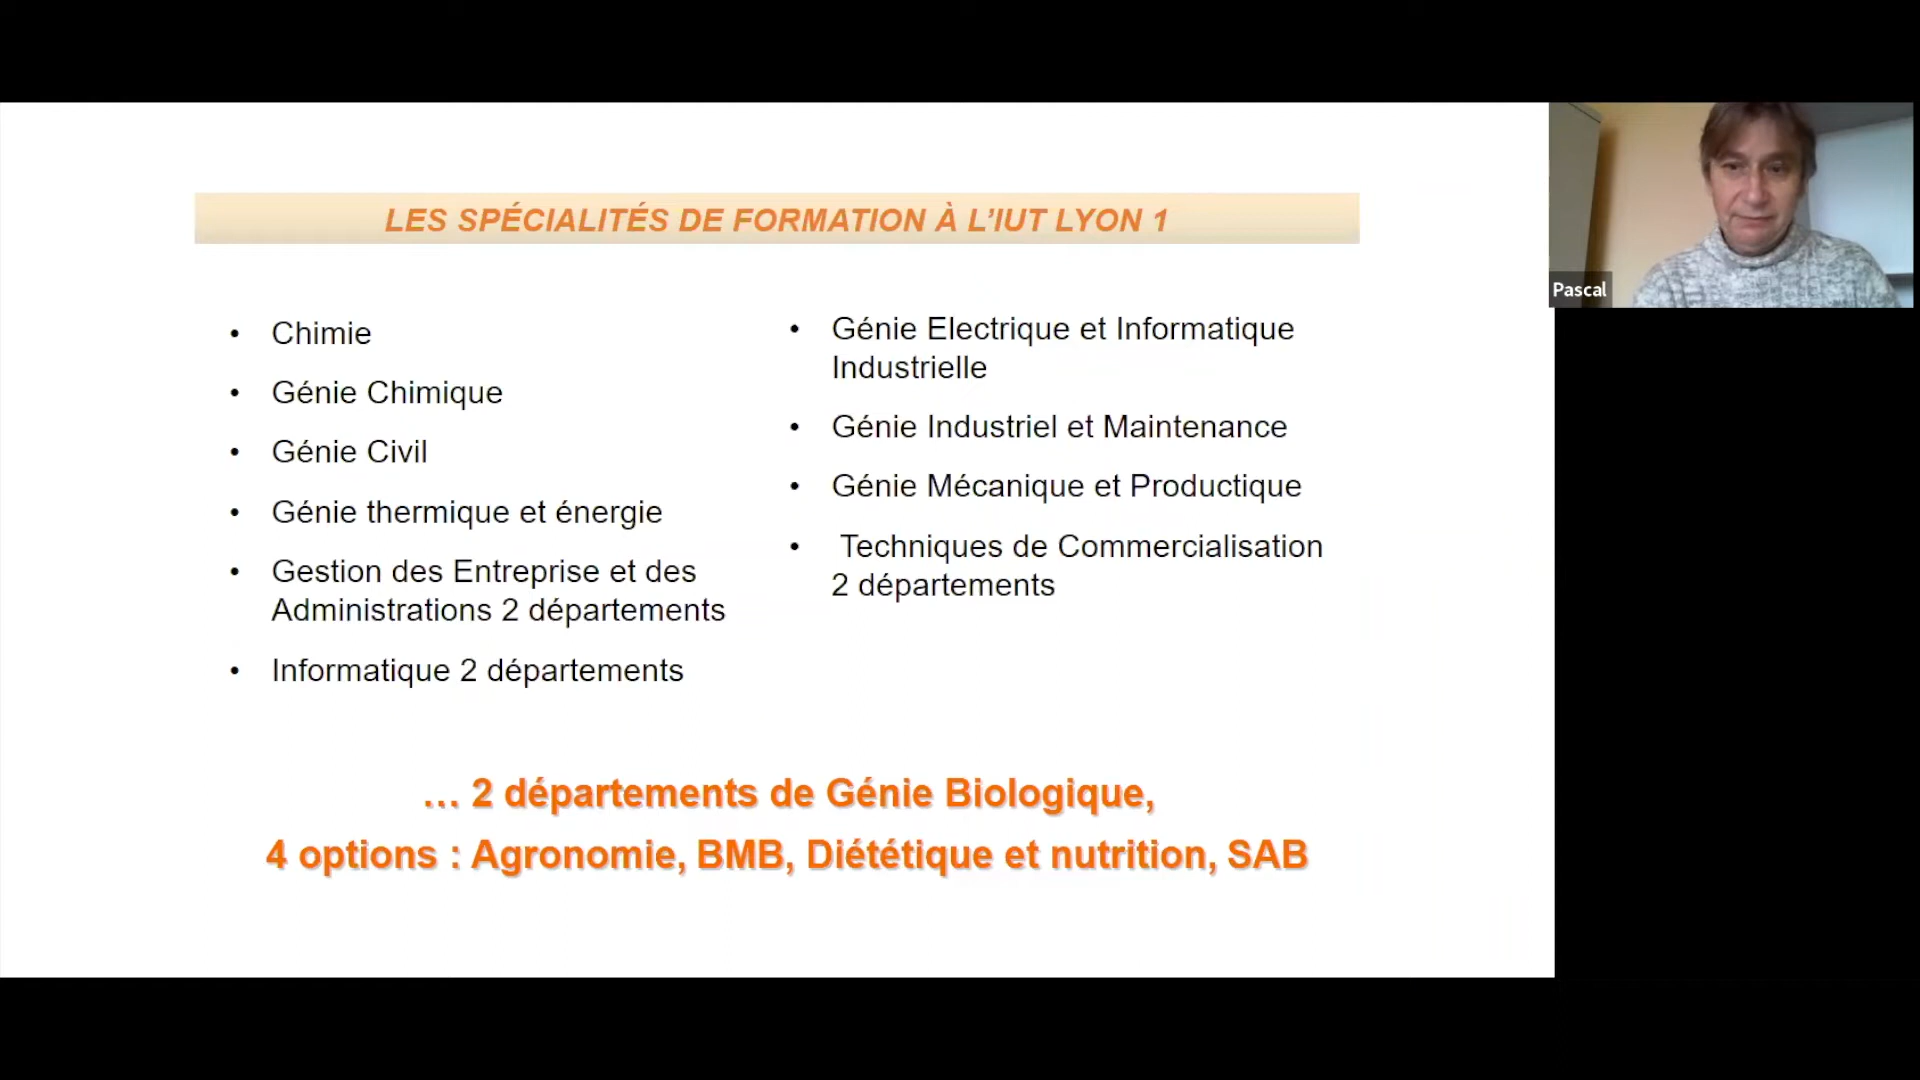 LES SPÉCIALITÉS DE FORMATION À L'IUT LYON 1
• Chimie
• Génie Chimique
• Génie Civil
• Génie thermique et énergie
• Gestion des Entreprise et des
Administrations 2 départements
• Informatique 2 départements
• Génie Electrique et Informatique
Industrielle
• Génie Industriel et Maintenance
• Génie Mécanique et Productique
• Techniques de Commercialisation
2 départements
… 2 départements de Génie Biologique,
4 options : Agronomie, BMB, Diététique et nutrition, SAB
Pascal